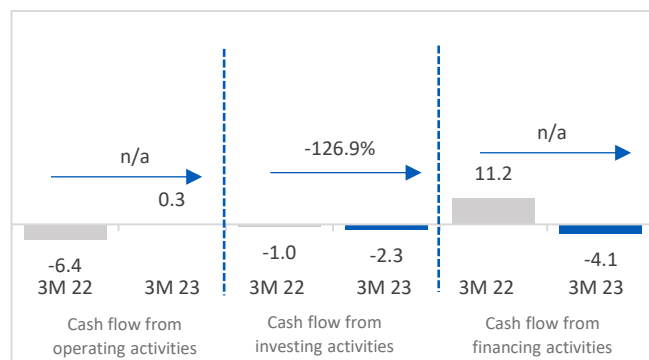 n/a
-126.9%
n/a
0.3
11.2
-6.4
-1.0
-2.3
-4.1
3M 22
3M 23
3M 22
3M 23
3M 22
3M 23
Cash flow from
operating activities
Cash flow from
investing activities
Cash flow from
financing activities